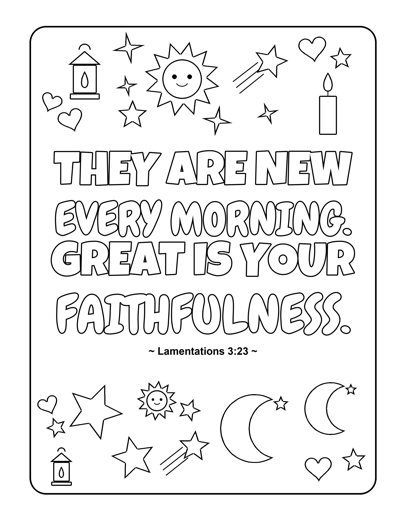 THEY ARE NEW
EVERY MORNING.
GREAT IS YOUR
FAITHFULNESS.
~ Lamentations 3:23 ~